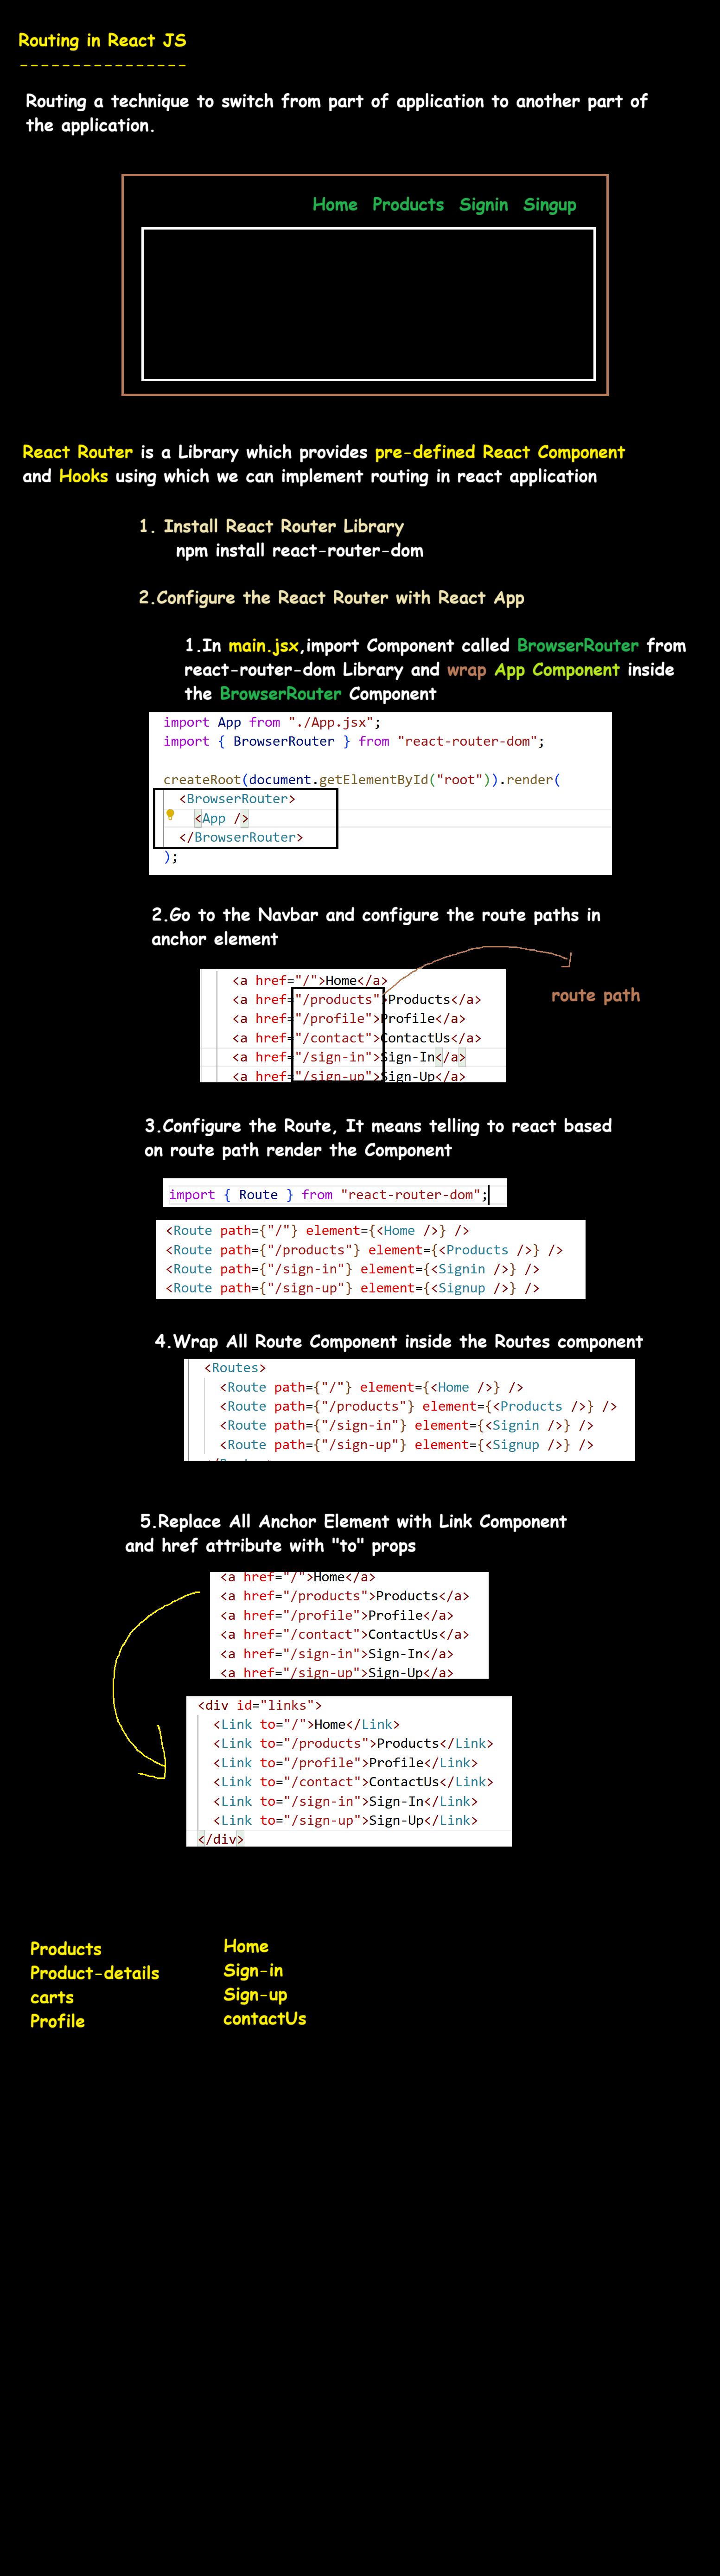 Routing in React JS
----------------
Routing a technique to switch from part of application to another part of
the application.
Home Products Signin Singup
React Router is a Library which provides pre-defined React Component
and Hooks using which we can implement routing in react application
1. Install React Router Library
npm install react-router-dom
2.Configure the React Router with React App
1.In main.jsx,import Component called BrowserRouter from
react-router-dom Library and wrap App Component inside
the BrowserRouter Component
import App from "./App.jsx";
import { BrowserRouter } from "react-router-dom";
createRoot(document.getElementById("root")).render(
<BrowserRouter>
<App />
</BrowserRouter>
);
2.Go to the Navbar and configure the route paths in
anchor element
<a href="/">Home</a>
<a href="/products">Products</a>
<a href="/profile">Profile</a>
<a href="/contact">ContactUs</a>
<a href="/sign-in">Sign-In</a>
<a href="/sign-up">Sign-Up</a>
route path
3.Configure the Route, It means telling to react based
on route path render the Component
import { Route } from "react-router-dom";
<Route path={"/"} element={<Home />} />
<Route path={"/products"} element={<Products />} />
<Route path={"/sign-in"} element={<Signin />} />
<Route path={"/sign-up"} element={<Signup />} />
4.Wrap All Route Component inside the Routes component
<Routes>
<Route path={"/"} element={<Home />} />
<Route path={"/products"} element={<Products />} />
<Route path={"/sign-in"} element={<Signin />} />
<Route path={"/sign-up"} element={<Signup />} />
5.Replace All Anchor Element with Link Component
and href attribute with "to" props
<a href="/">Home</a>
<a href="/products">Products</a>
<a href="/profile">Profile</a>
<a href="/contact">ContactUs</a>
<a href="/sign-in">Sign-In</a>
<a href="/sign-up">Sign-Up</a>
<div id="links">
<Link to="/">Home</Link>
<Link to="/products">Products</Link>
<Link to="/profile">Profile</Link>
<Link to="/contact">ContactUs</Link>
<Link to="/sign-in">Sign-In</Link>
<Link to="/sign-up">Sign-Up</Link>
</div>
Products
Product-details
carts
Profile
Home
Sign-in
Sign-up
contactUs